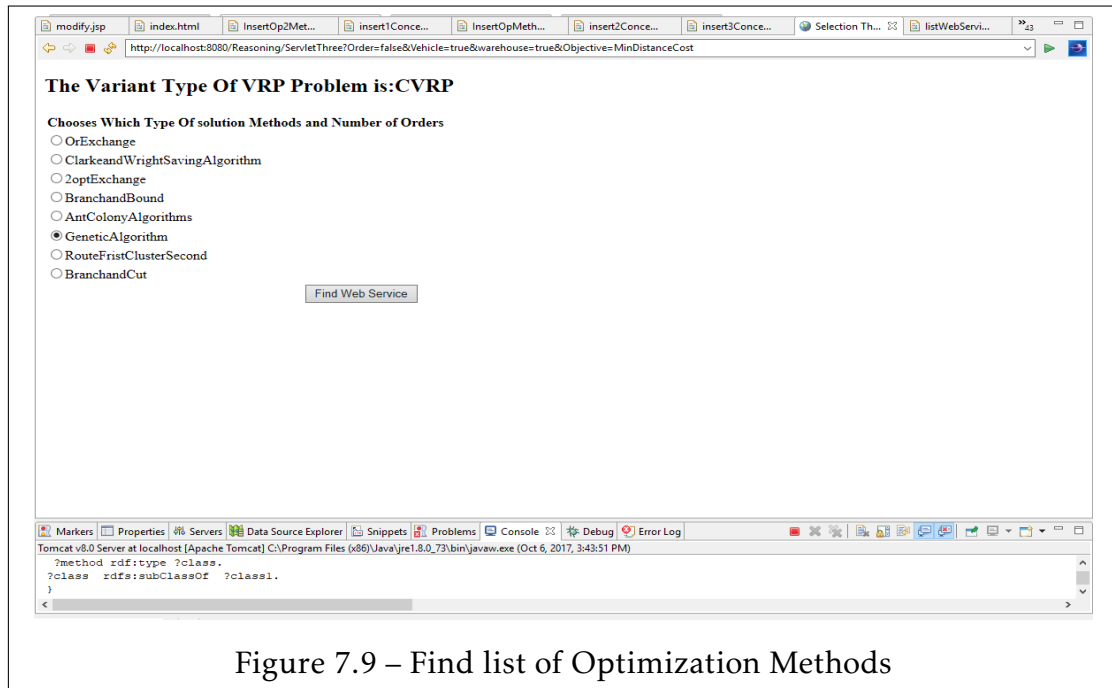 modify.jsp index.html InsertOp2Met... insert1Conce... InsertOpMeth... insert2Conce... insert3Conce... Selection Th... listWebServi... »43
http://localhost:8080/Reasoning/ServletThree?Order=false&Vehicle=true&warehouse=true&Objective=MinDistanceCost
The Variant Type Of VRP Problem is:CVRP
Chooses Which Type Of solution Methods and Number of Orders
OrExchange
ClarkeandWrightSavingAlgorithm
2optExchange
BranchandBound
AntColonyAlgorithms
GeneticAlgorithm
RouteFristClusterSecond
BranchandCut
Find Web Service
Markers Properties Servers Data Source Explorer Snippets Problems Console Debug Error Log
Tomcat v8.0 Server at localhost [Apache Tomcat] C:\Program Files (x86)\Java\jre1.8.0_73\bin\javaw.exe (Oct 6, 2017, 3:43:51 PM)
?method rdf:type ?class.
?class rdfs:subClassOf ?class1.
}
Figure 7.9 – Find list of Optimization Methods